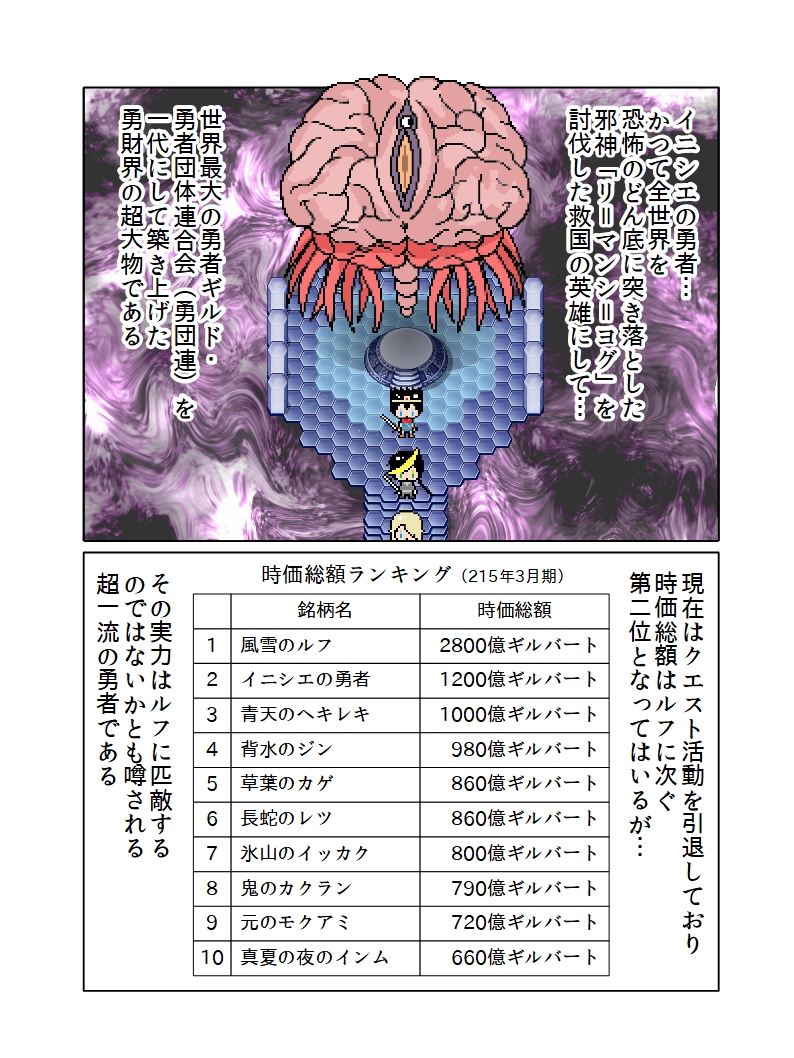 イニシエの勇者…
かつて全世界を
恐怖のどん底に突き落とした
邪神「リ＝マンシ＝ヨグ」を
討伐した救国の英雄にして…
世界最大の勇者ギルド・
勇者団体連合会（勇団連）を
一代にして築き上げた
勇財界の超大物である
現在はクエスト活動を引退しており
時価総額はルフに次ぐ
第二位となってはいるが…
時価総額ランキング（215年3月期）
銘柄名 時価総額
1 風雪のルフ 2800億ギルバート
2 イニシエの勇者 1200億ギルバート
3 青天のヘキレキ 1000億ギルバート
4 背水のジン 980億ギルバート
5 草葉のカゲ 860億ギルバート
6 長蛇のレツ 860億ギルバート
7 氷山のイッカク 800億ギルバート
8 鬼のカクラン 790億ギルバート
9 元のモクアミ 720億ギルバート
10 真夏の夜のインム 660億ギルバート
その実力はルフに匹敵する
のではないかとも噂される
超一流の勇者である